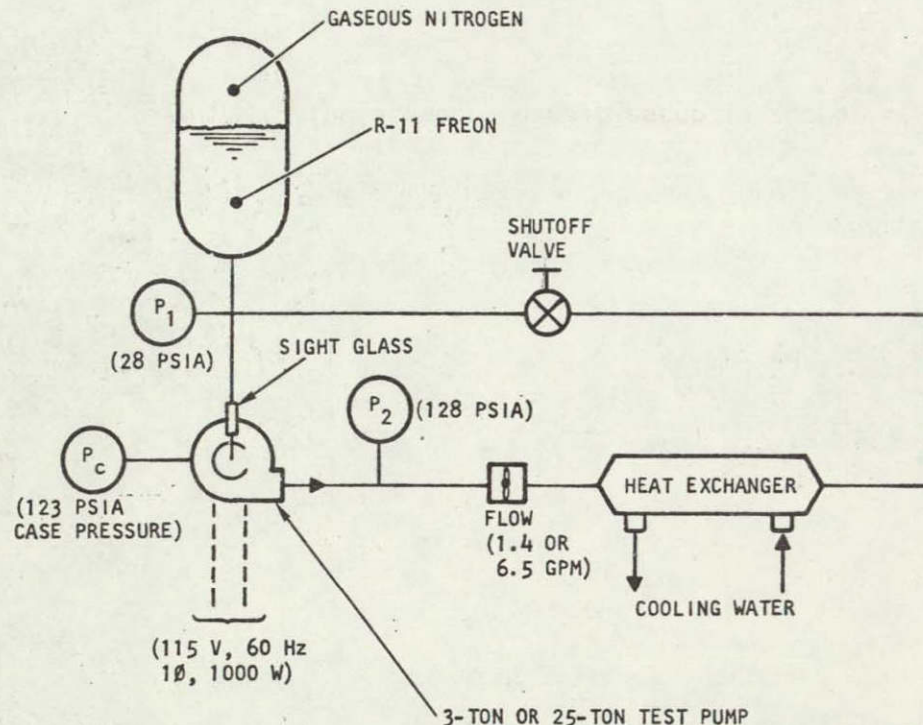 GASEOUS NITROGEN
R-11 FREON
SHUTOFF
VALVE
P1
(28 PSIA)
SIGHT GLASS
P2
(128 PSIA)
Pc
(123 PSIA
CASE PRESSURE)
HEAT EXCHANGER
FLOW
(1.4 OR
6.5 GPM)
COOLING WATER
(115 V, 60 Hz
1Ø, 1000 W)
3-TON OR 25-TON TEST PUMP